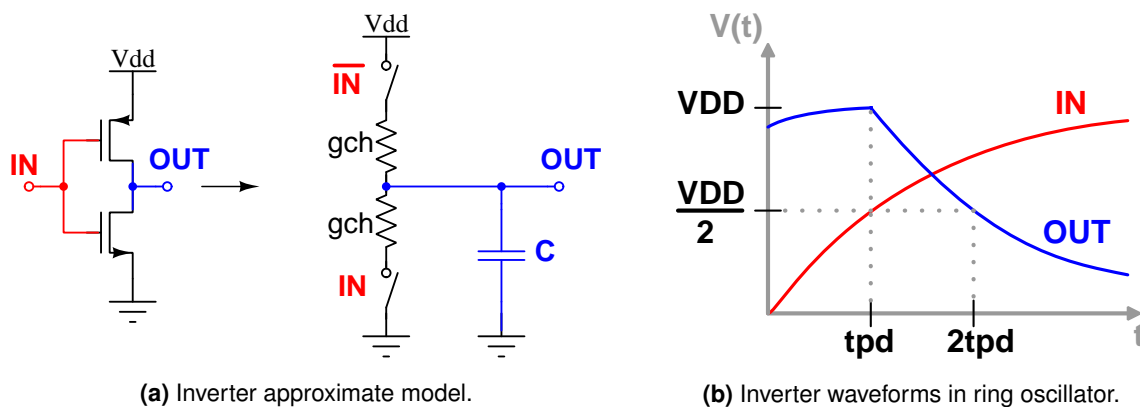 Vdd
IN
OUT
Vdd
IN
gch
OUT
gch
C
IN
(a) Inverter approximate model.
V(t)
VDD
IN
VDD
2
OUT
tpd
2tpd
t
(b) Inverter waveforms in ring oscillator.